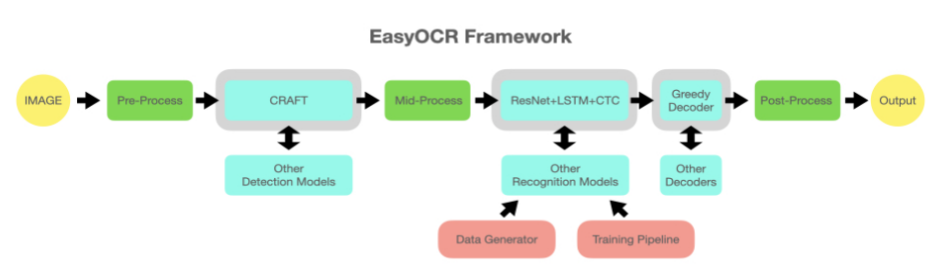 EasyOCR Framework
IMAGE
Pre-Process
CRAFT
Mid-Process
ResNet+LSTM+CTC
Greedy
Decoder
Post-Process
Output
Other
Detection Models
Other
Recognition Models
Other
Decoders
Data Generator
Training Pipeline